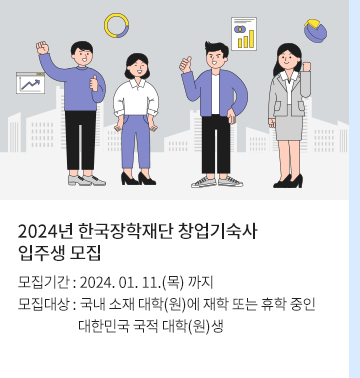 2024년 한국장학재단 창업기숙사
입주생 모집
모집기간 : 2024. 01. 11.(목) 까지
모집대상 : 국내 소재 대학(원)에 재학 또는 휴학 중인
대한민국 국적 대학(원)생